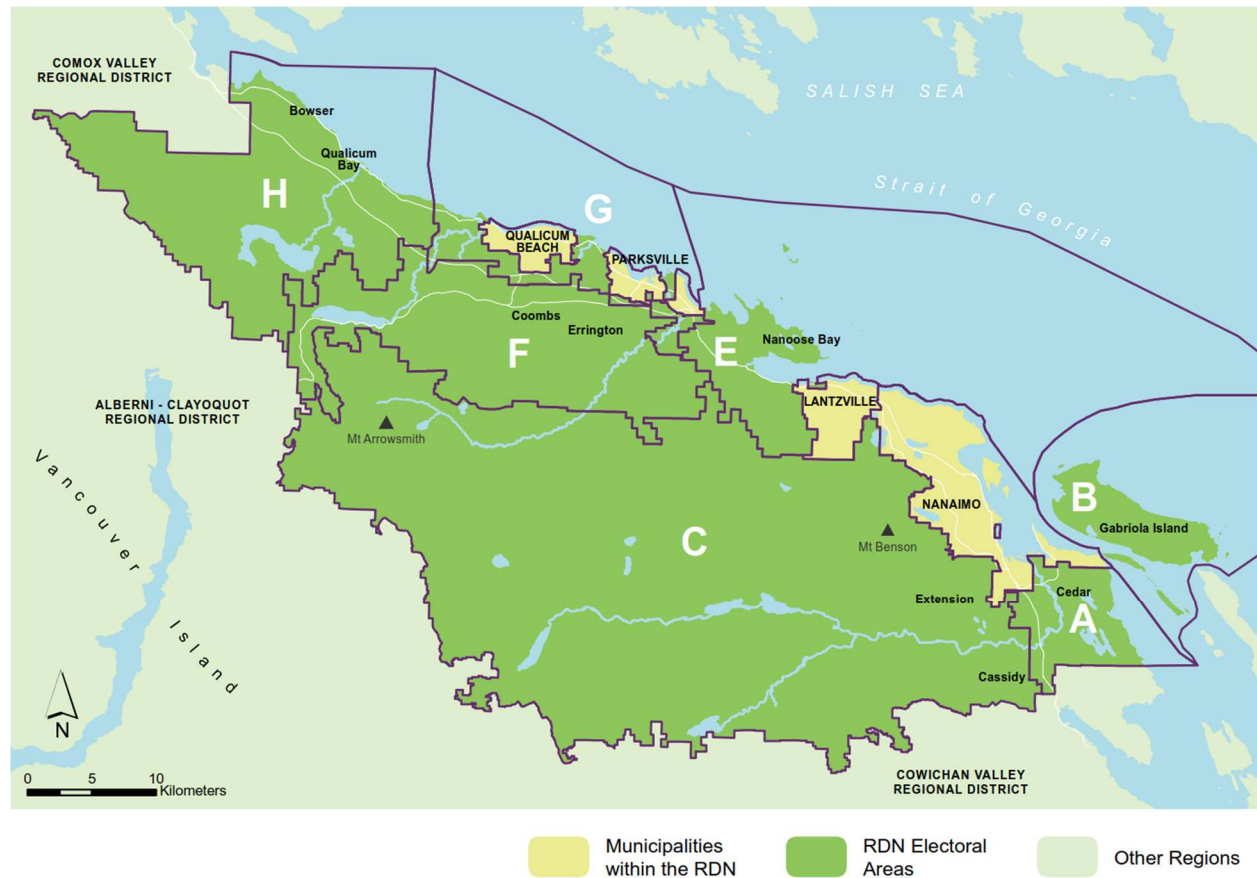 COMOX VALLEY
REGIONAL DISTRICT
SALISH SEA
Bowser
Qualicum
Bay
Strait of Georgia
H
G
QUALICUM
BEACH
PARKSVILLE
Coombs
Errington
F
E
Nanoose Bay
ALBERNI - CLAYOQUOT
REGIONAL DISTRICT
LANTZVILLE
Mt Arrowsmith
Vancouver Island
B
NANAIMO
Gabriola Island
C
Mt Benson
Extension
Cedar
A
Cassidy
N
0 5 10
Kilometers
COWICHAN VALLEY
REGIONAL DISTRICT
Municipalities
within the RDN
RDN Electoral
Areas
Other Regions